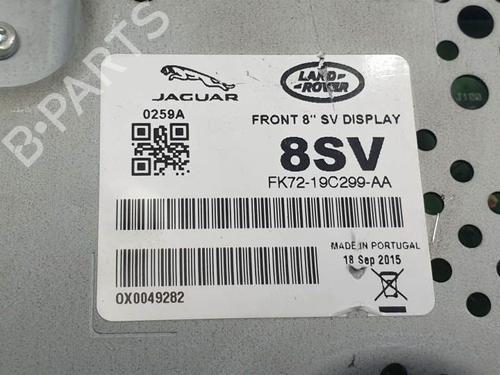 B-PARTS
JAGUAR
LAND-
ROVER
0259A
FRONT 8" SV DISPLAY
8SV
FK72-19C299-AA
MADE IN PORTUGAL
18 Sep 2015
OX0049282